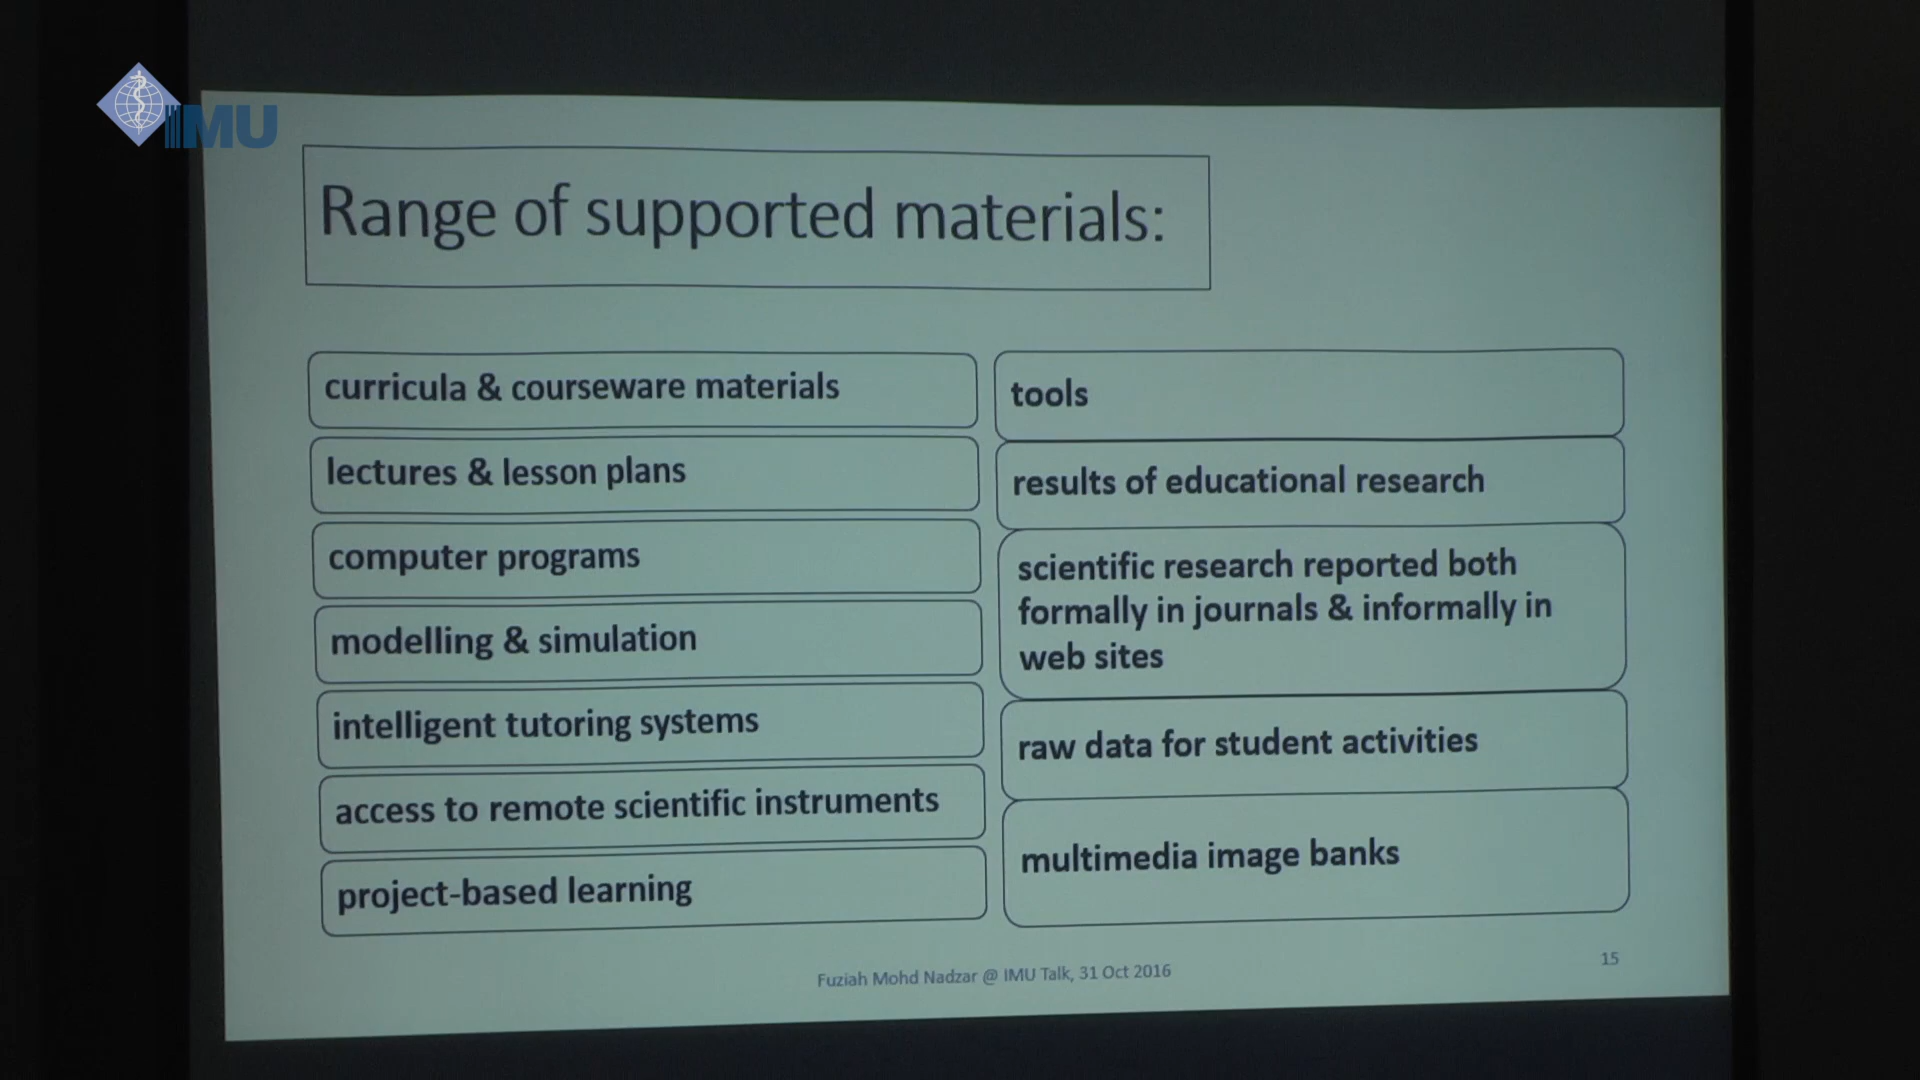 IMU
Range of supported materials:
curricula & courseware materials
lectures & lesson plans
computer programs
modelling & simulation
intelligent tutoring systems
access to remote scientific instruments
project-based learning
tools
results of educational research
scientific research reported both
formally in journals & informally in
web sites
raw data for student activities
multimedia image banks
Fuziah Mohd Nadzar @ IMU Talk, 31 Oct 2016
15